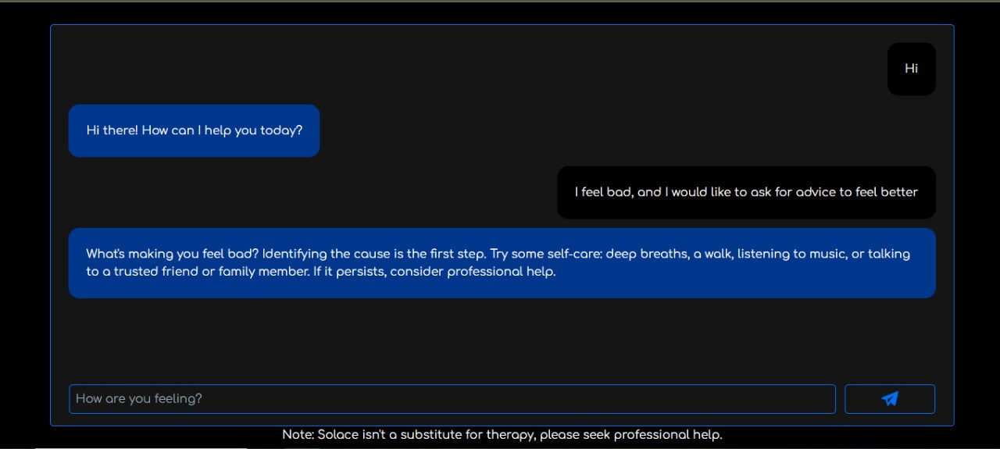 Hi
Hi there! How can I help you today?
I feel bad, and I would like to ask for advice to feel better
What's making you feel bad? Identifying the cause is the first step. Try some self-care: deep breaths, a walk, listening to music, or talking
to a trusted friend or family member. If it persists, consider professional help.
How are you feeling?
Note: Solace isn't a substitute for therapy, please seek professional help.